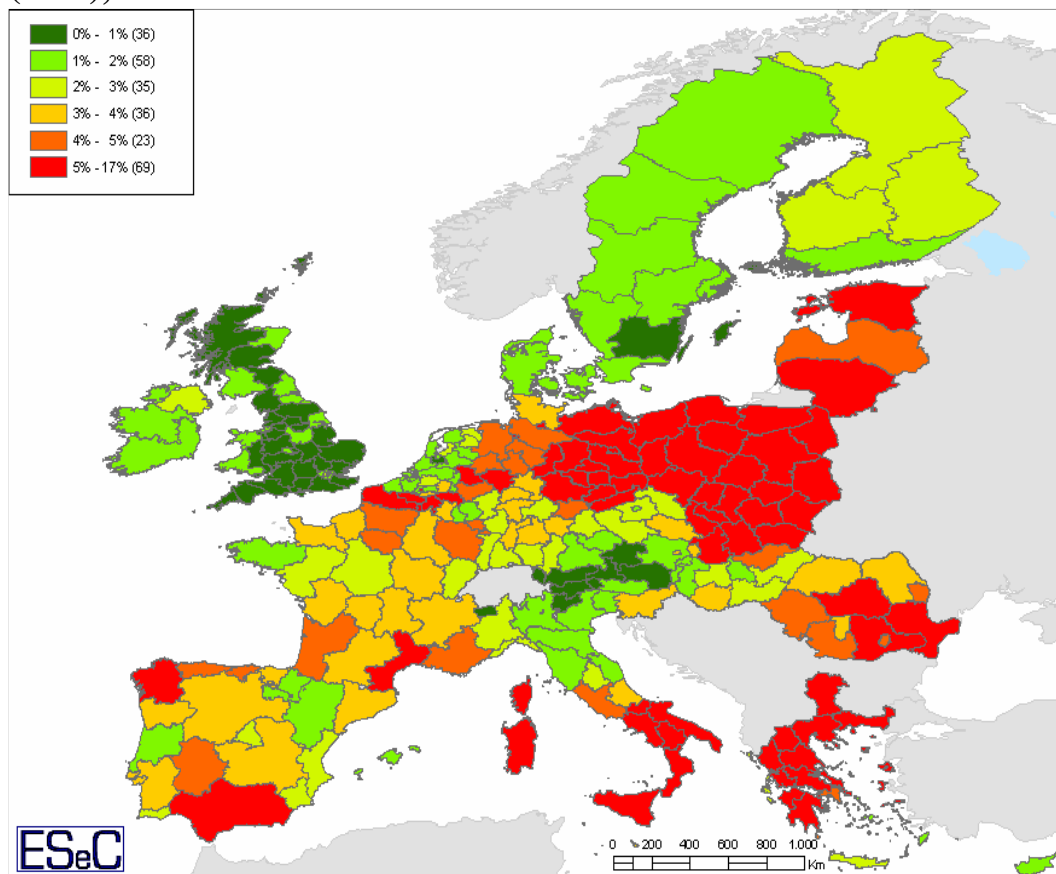 0% - 1% (36)
1% - 2% (58)
2% - 3% (35)
3% - 4% (36)
4% - 5% (23)
5% - 17% (69)
ESeC
0 200 400 600 800 1.000
Km